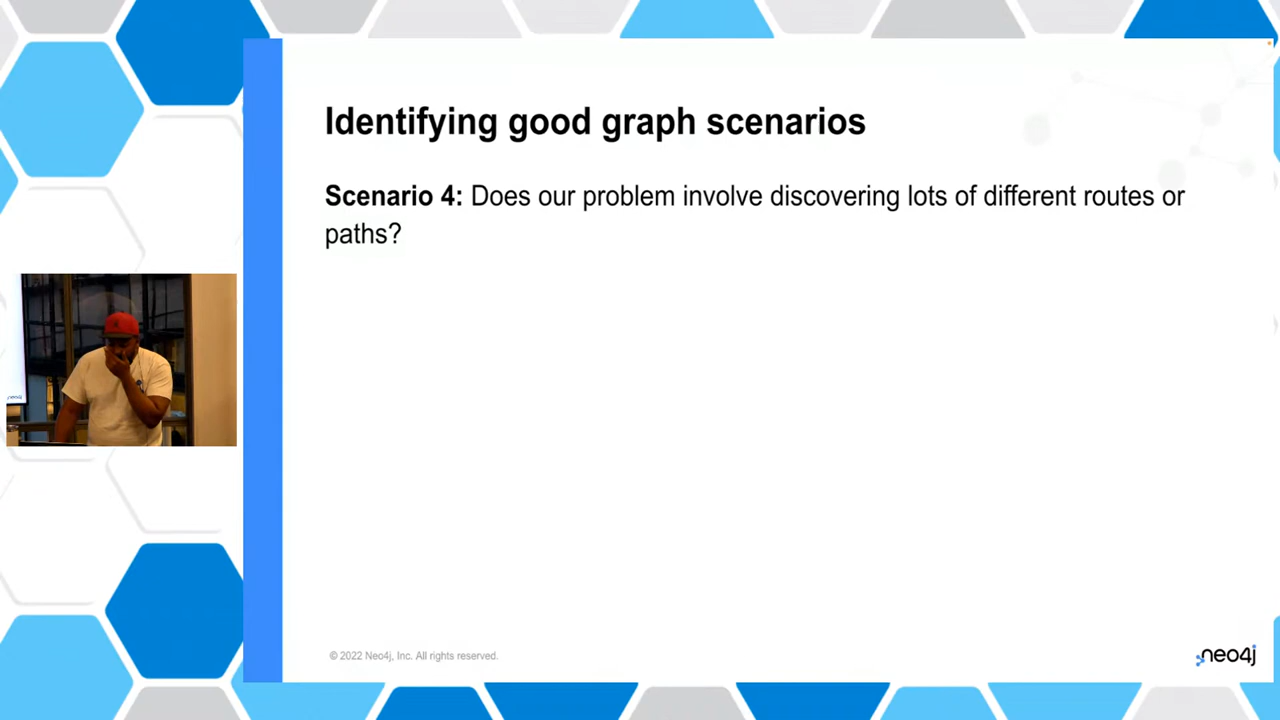 Identifying good graph scenarios
Scenario 4: Does our problem involve discovering lots of different routes or
paths?
© 2022 Neo4j, Inc. All rights reserved.
neo4j
neo4j